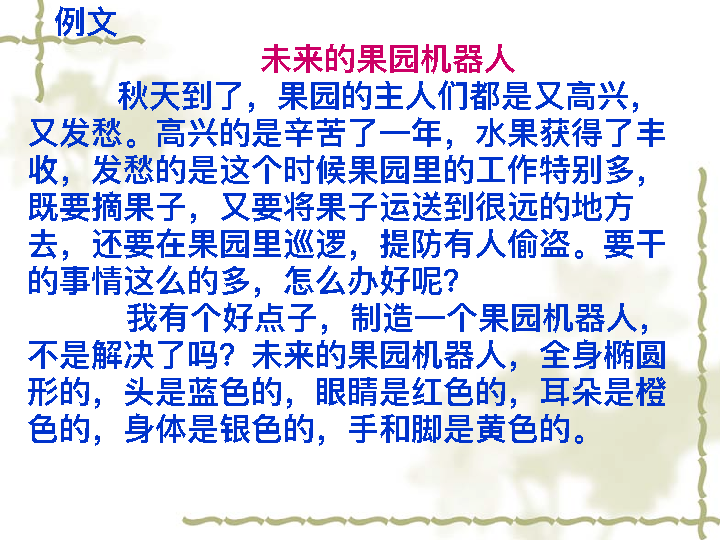 例文
未来的果园机器人
秋天到了，果园的主人们都是又高兴，
又发愁。高兴的是辛苦了一年，水果获得了丰
收，发愁的是这个时候果园里的工作特别多，
既要摘果子，又要将果子运送到很远的地方
去，还要在果园里巡逻，提防有人偷盗。要干
的事情这么的多，怎么办好呢？
我有个好点子，制造一个果园机器人，
不是解决了吗？未来的果园机器人，全身椭圆
形的，头是蓝色的，眼睛是红色的，耳朵是橙
色的，身体是银色的，手和脚是黄色的。